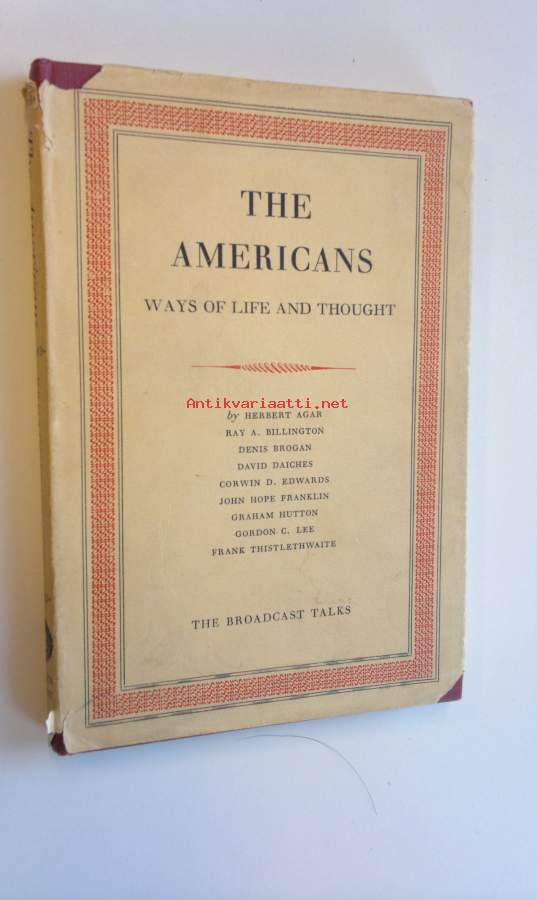 THE
AMERICANS
WAYS OF LIFE AND THOUGHT
Antikvariaatti.net
by HERBERT AGAR
RAY A. BILLINGTON
DENIS BROGAN
DAVID DAICHES
CORWIN D. EDWARDS
JOHN HOPE FRANKLIN
GRAHAM HUTTON
GORDON C. LEE
FRANK THISTLETHWAITE
THE BROADCAST TALKS